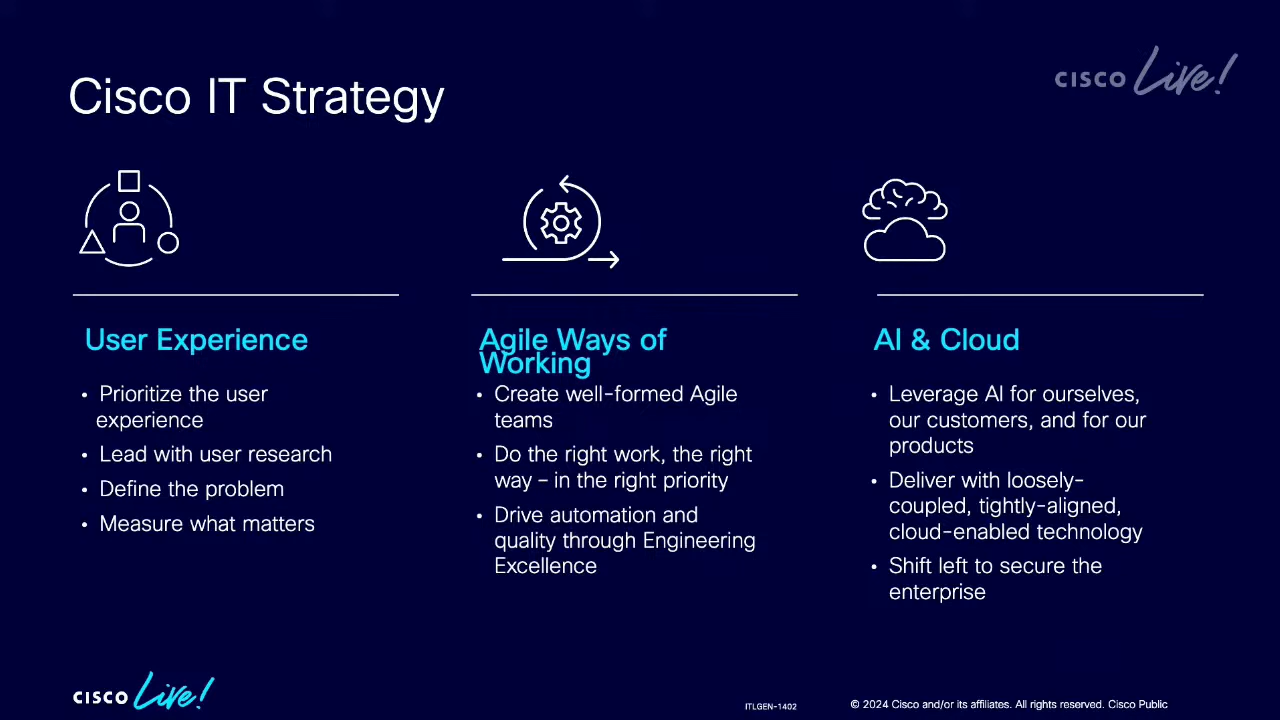 Cisco IT Strategy
CISCO Live!
User Experience
• Prioritize the user
experience
• Lead with user research
• Define the problem
• Measure what matters
Agile Ways of
Working
• Create well-formed Agile
teams
• Do the right work, the right
way – in the right priority
• Drive automation and
quality through Engineering
Excellence
AI & Cloud
• Leverage AI for ourselves,
our customers, and for our
products
• Deliver with loosely-
coupled, tightly-aligned,
cloud-enabled technology
• Shift left to secure the
enterprise
CISCO Live!
ITLGEN-1402
© 2024 Cisco and/or its affiliates. All rights reserved. Cisco Public